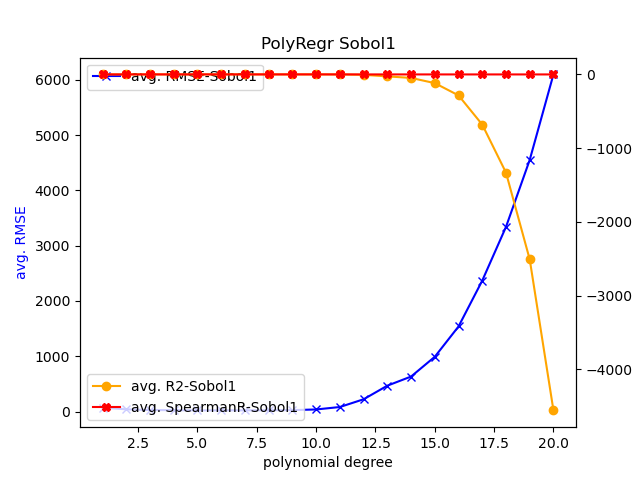 PolyRegr Sobol1
avg. RMSE-Sobol1
6000
5000
4000
3000
2000
1000
0
avg. RMSE
0
−1000
−2000
−3000
−4000
avg. R2-Sobol1
avg. SpearmanR-Sobol1
2.5 5.0 7.5 10.0 12.5 15.0 17.5 20.0
polynomial degree